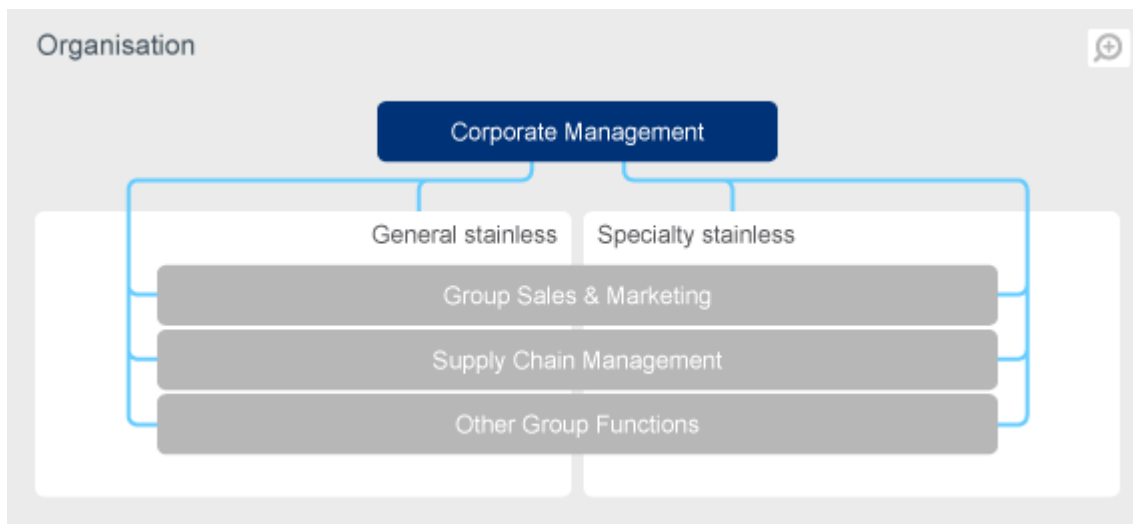 Organisation
Corporate Management
General stainless
Specialty stainless
Group Sales & Marketing
Supply Chain Management
Other Group Functions